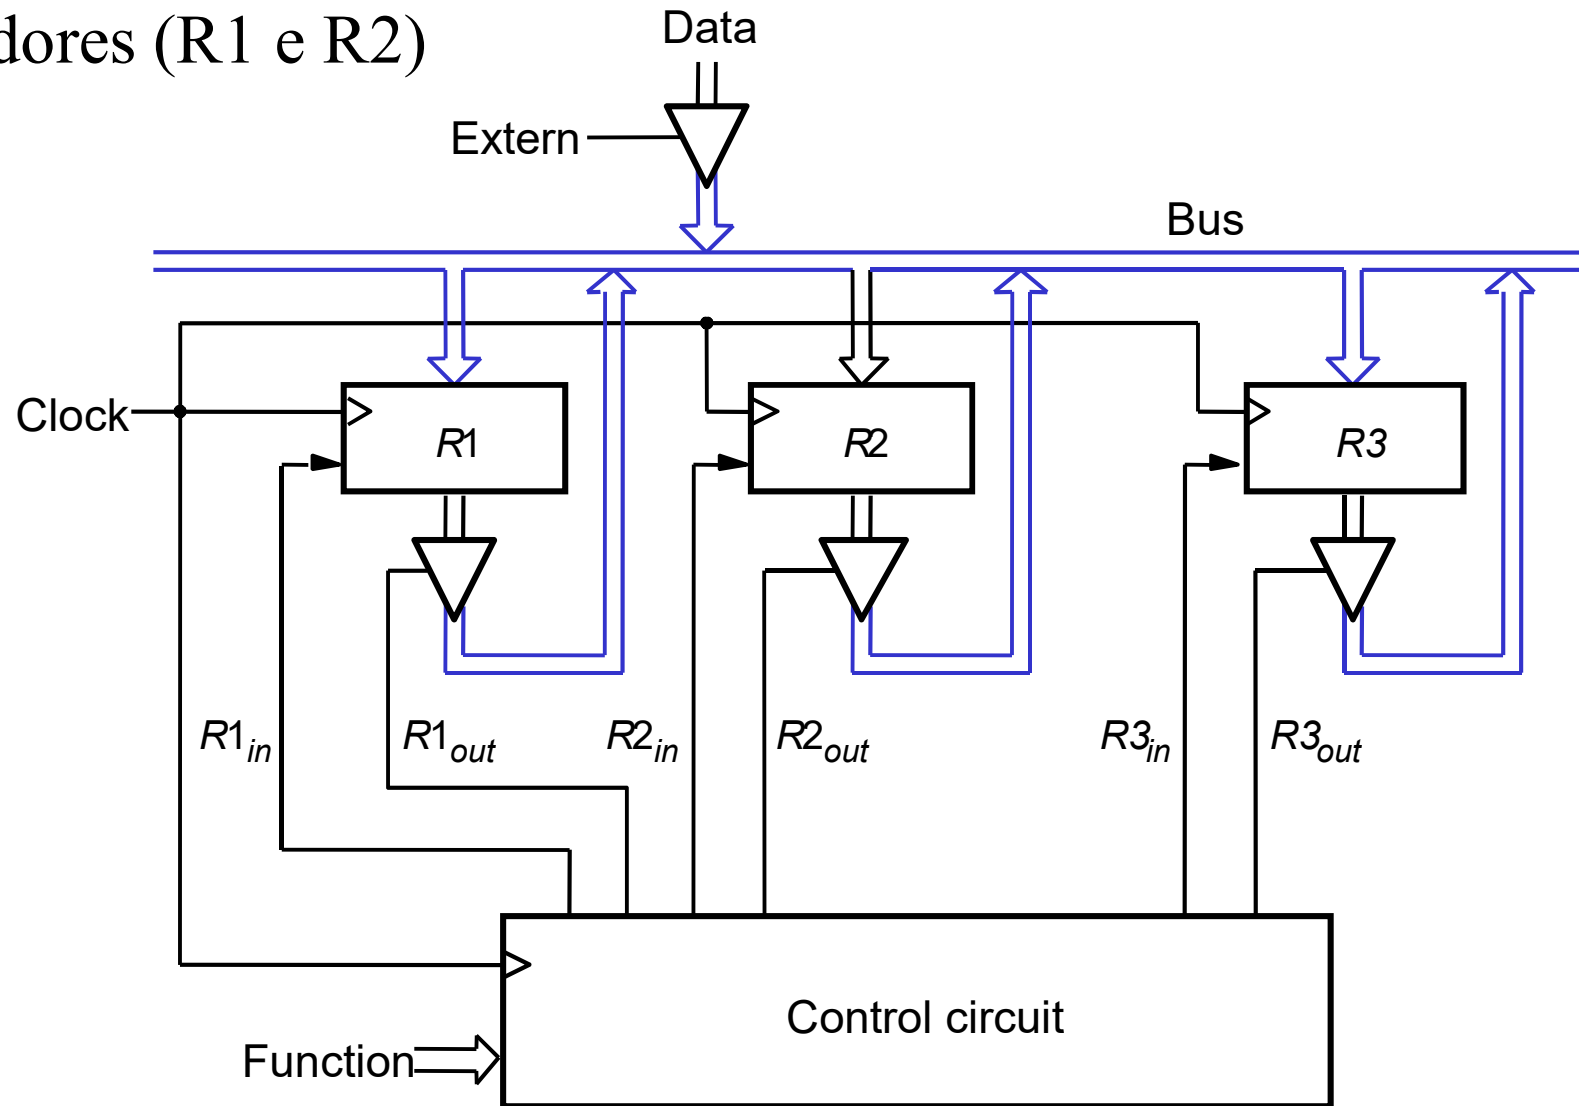 dores (R1 e R2)
Data
Extern
Bus
Clock
R1
R2
R3
R1in
R1out
R2in
R2out
R3in
R3out
Control circuit
Function